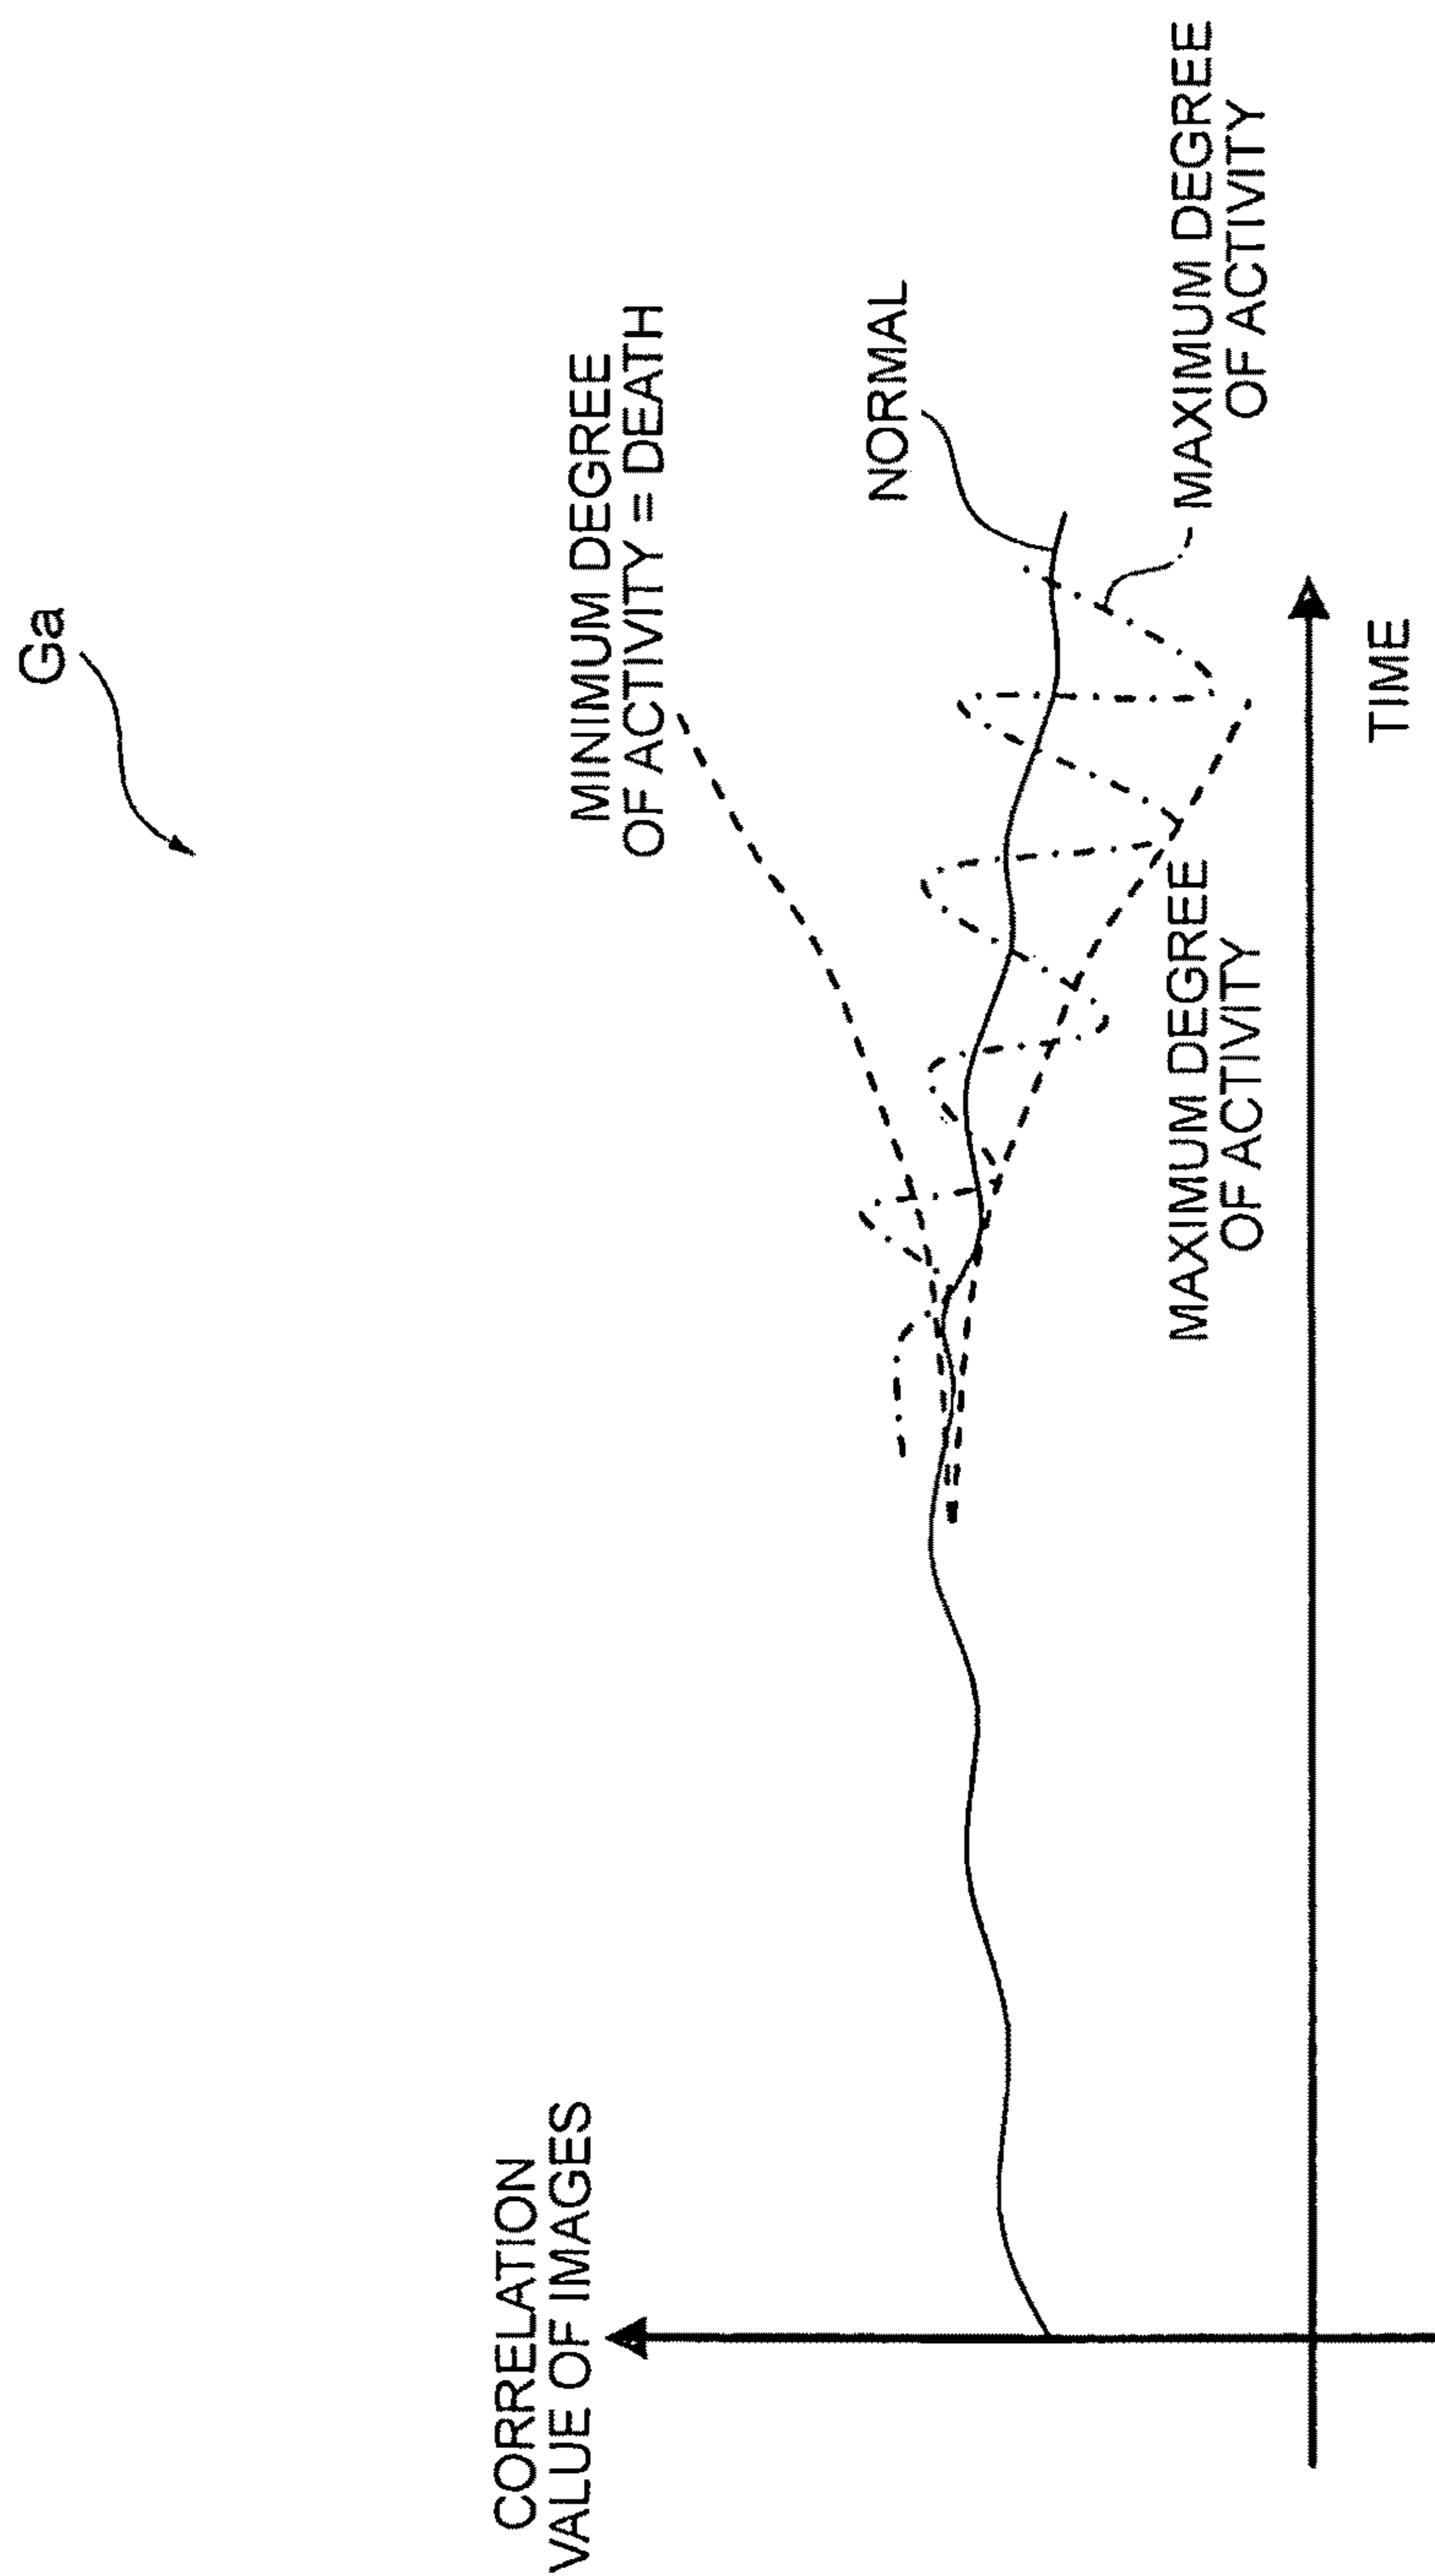 Ga
CORRELATION
VALUE OF IMAGES
MINIMUM DEGREE
OF ACTIVITY = DEATH
NORMAL
MAXIMUM DEGREE
OF ACTIVITY
MAXIMUM DEGREE
OF ACTIVITY
TIME